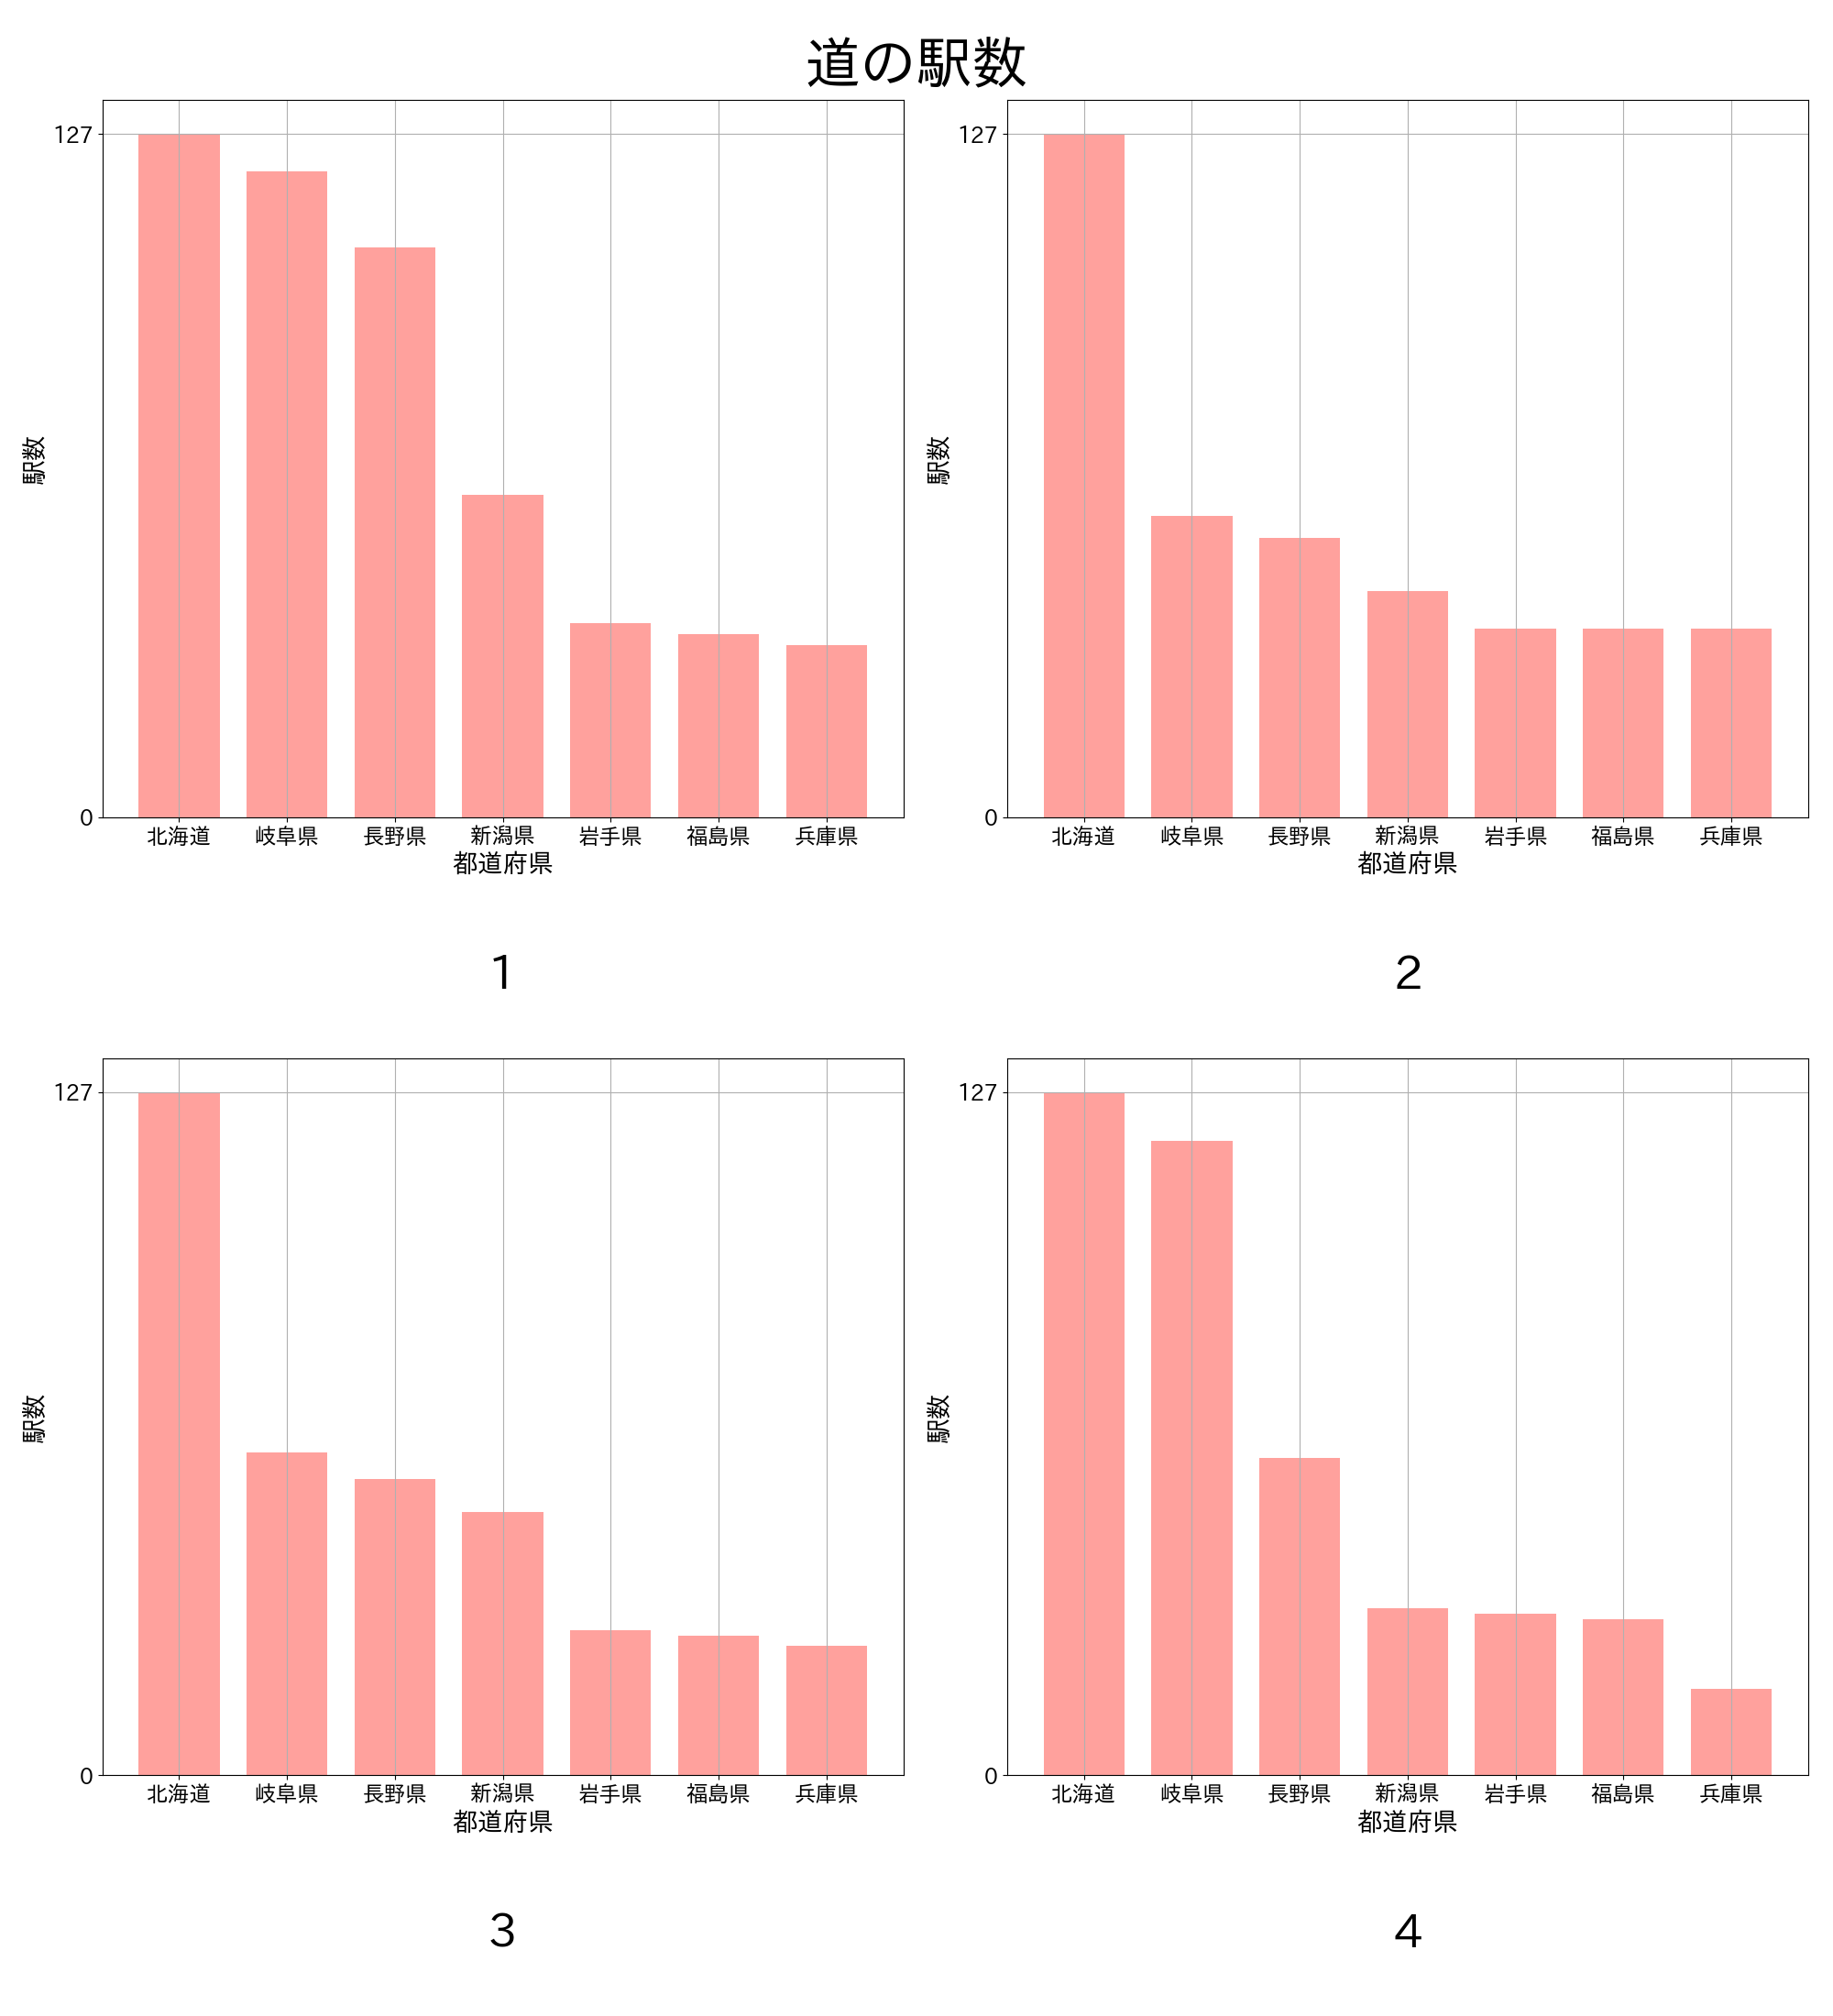 道の駅数
127
0
駅数
北海道 岐阜県 長野県 新潟県 岩手県 福島県 兵庫県
都道府県
1
127
0
駅数
北海道 岐阜県 長野県 新潟県 岩手県 福島県 兵庫県
都道府県
2
127
0
駅数
北海道 岐阜県 長野県 新潟県 岩手県 福島県 兵庫県
都道府県
3
127
0
駅数
北海道 岐阜県 長野県 新潟県 岩手県 福島県 兵庫県
都道府県
4